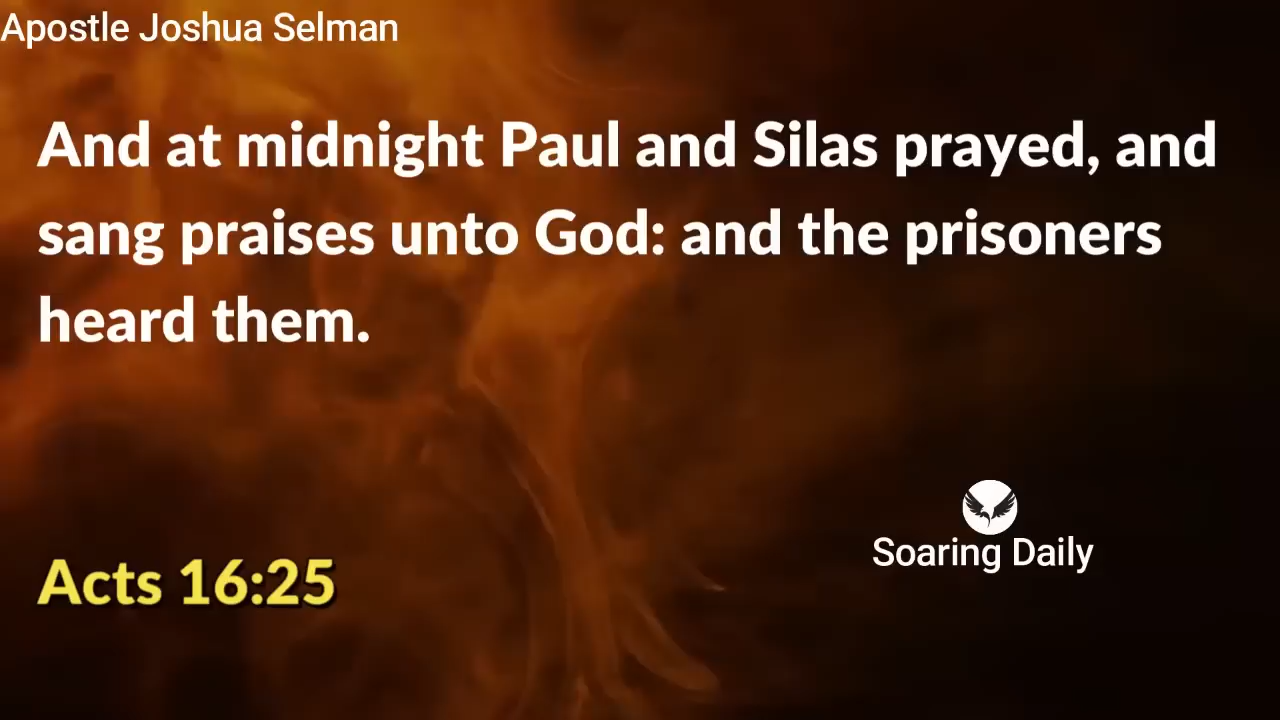 Apostle Joshua Selman
And at midnight Paul and Silas prayed, and
sang praises unto God: and the prisoners
heard them.
Soaring Daily
Acts 16:25